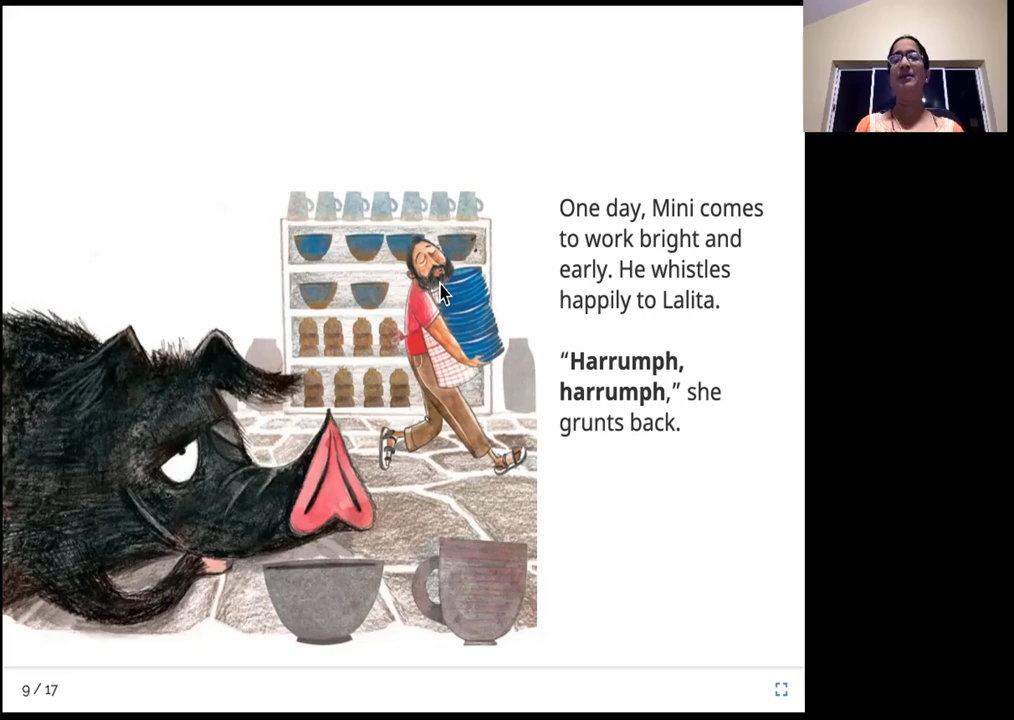 One day, Mini comes
to work bright and
early. He whistles
happily to Lalita.
“Harrumph,
harrumph,” she
grunts back.
9 / 17